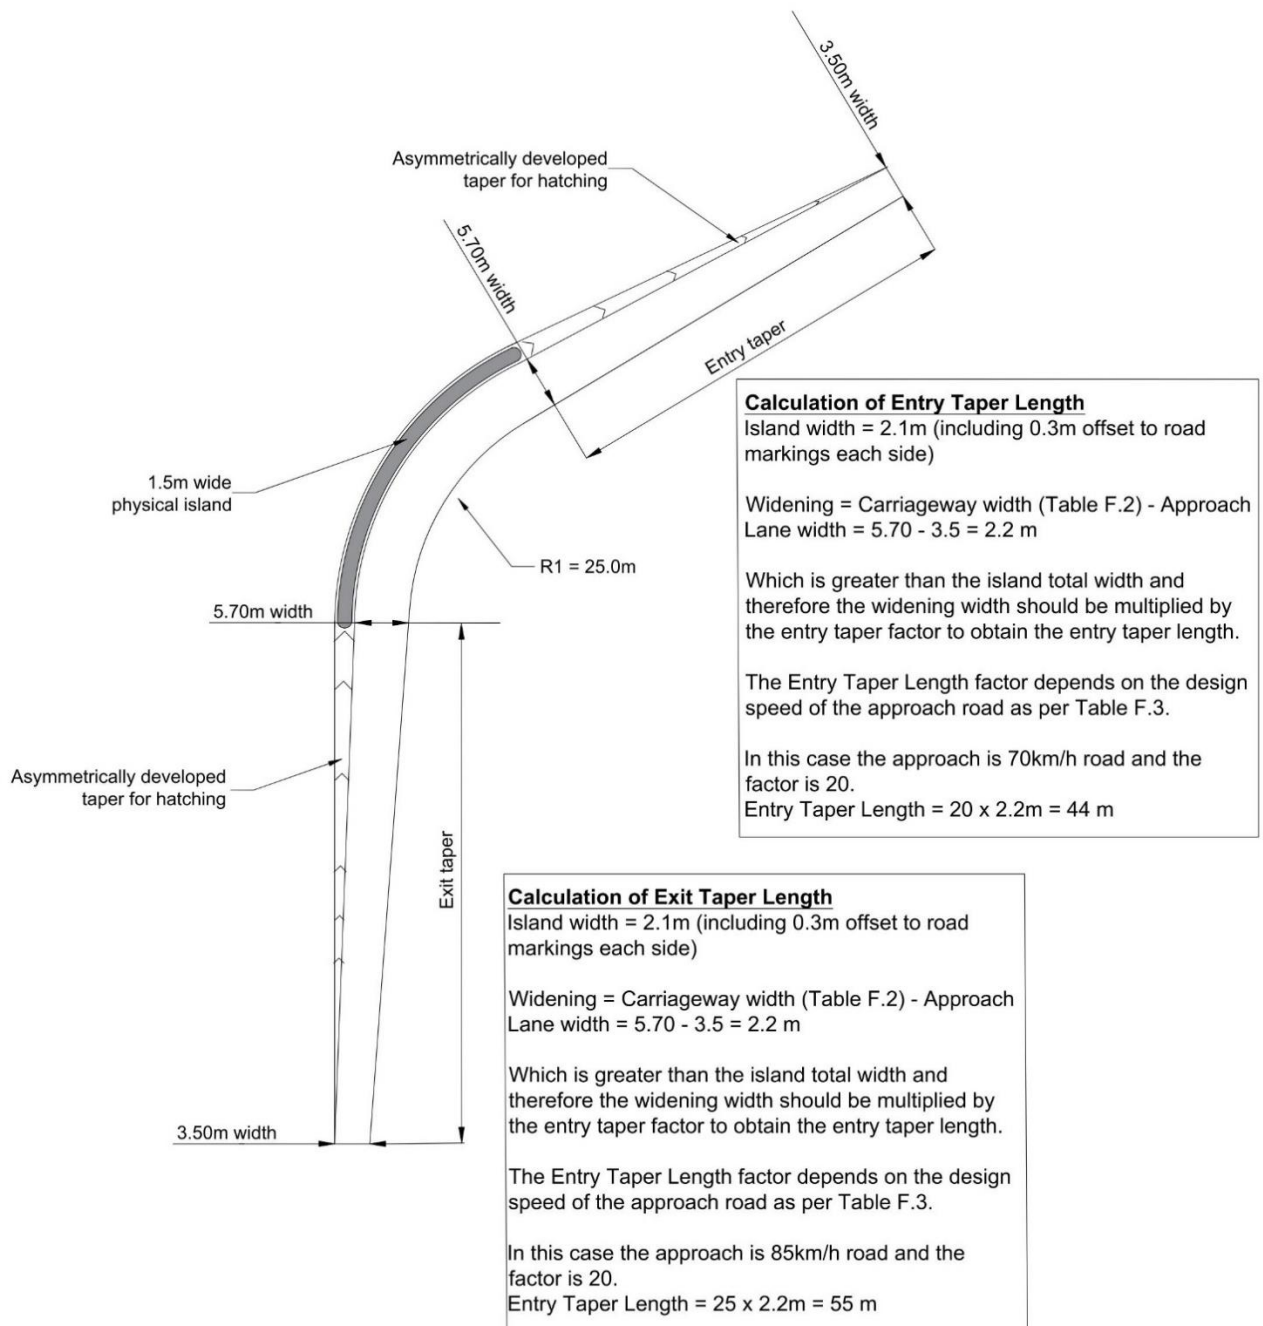 3.50m width
Asymmetrically developed
taper for hatching
5.70m width
Entry taper
1.5m wide
physical island
R1 = 25.0m
5.70m width
Asymmetrically developed
taper for hatching
Exit taper
3.50m width
Calculation of Entry Taper Length
Island width = 2.1m (including 0.3m offset to road
markings each side)
Widening = Carriageway width (Table F.2) - Approach
Lane width = 5.70 - 3.5 = 2.2 m
Which is greater than the island total width and
therefore the widening width should be multiplied by
the entry taper factor to obtain the entry taper length.
The Entry Taper Length factor depends on the design
speed of the approach road as per Table F.3.
In this case the approach is 70km/h road and the
factor is 20.
Entry Taper Length = 20 x 2.2m = 44 m
Calculation of Exit Taper Length
Island width = 2.1m (including 0.3m offset to road
markings each side)
Widening = Carriageway width (Table F.2) - Approach
Lane width = 5.70 - 3.5 = 2.2 m
Which is greater than the island total width and
therefore the widening width should be multiplied by
the entry taper factor to obtain the entry taper length.
The Entry Taper Length factor depends on the design
speed of the approach road as per Table F.3.
In this case the approach is 85km/h road and the
factor is 20.
Entry Taper Length = 25 x 2.2m = 55 m